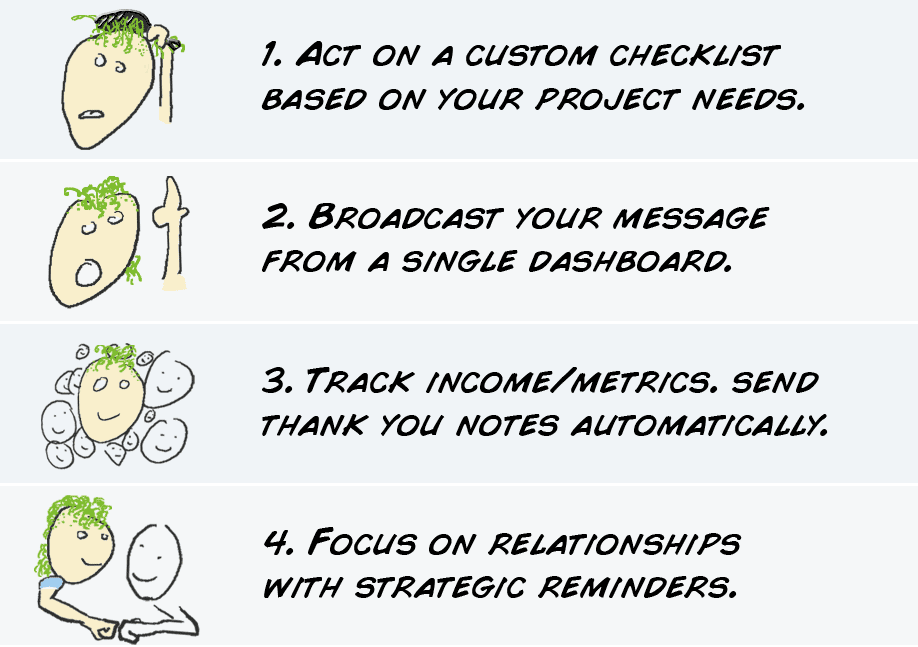 1. Act on a custom checklist
based on your project needs.
2. Broadcast your message
from a single dashboard.
3. Track income/metrics. Send
thank you notes automatically.
4. Focus on relationships
with strategic reminders.